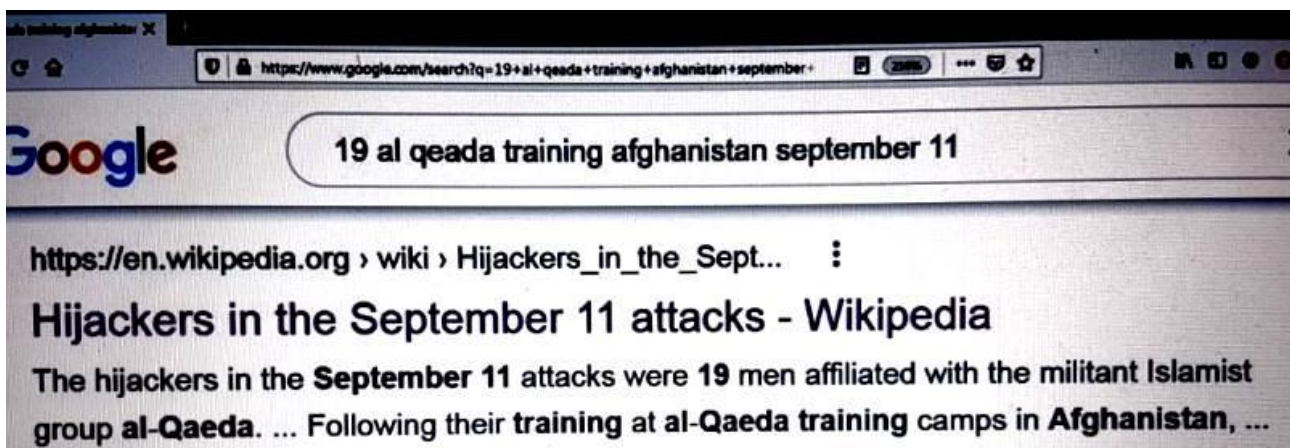 https://www.google.com/search?q=19+al+qeada+training+afghanistan+september+
Google
19 al qeada training afghanistan september 11
https://en.wikipedia.org › wiki › Hijackers_in_the_Sept...
Hijackers in the September 11 attacks - Wikipedia
The hijackers in the September 11 attacks were 19 men affiliated with the militant Islamist
group al-Qaeda. ... Following their training at al-Qaeda training camps in Afghanistan, ...